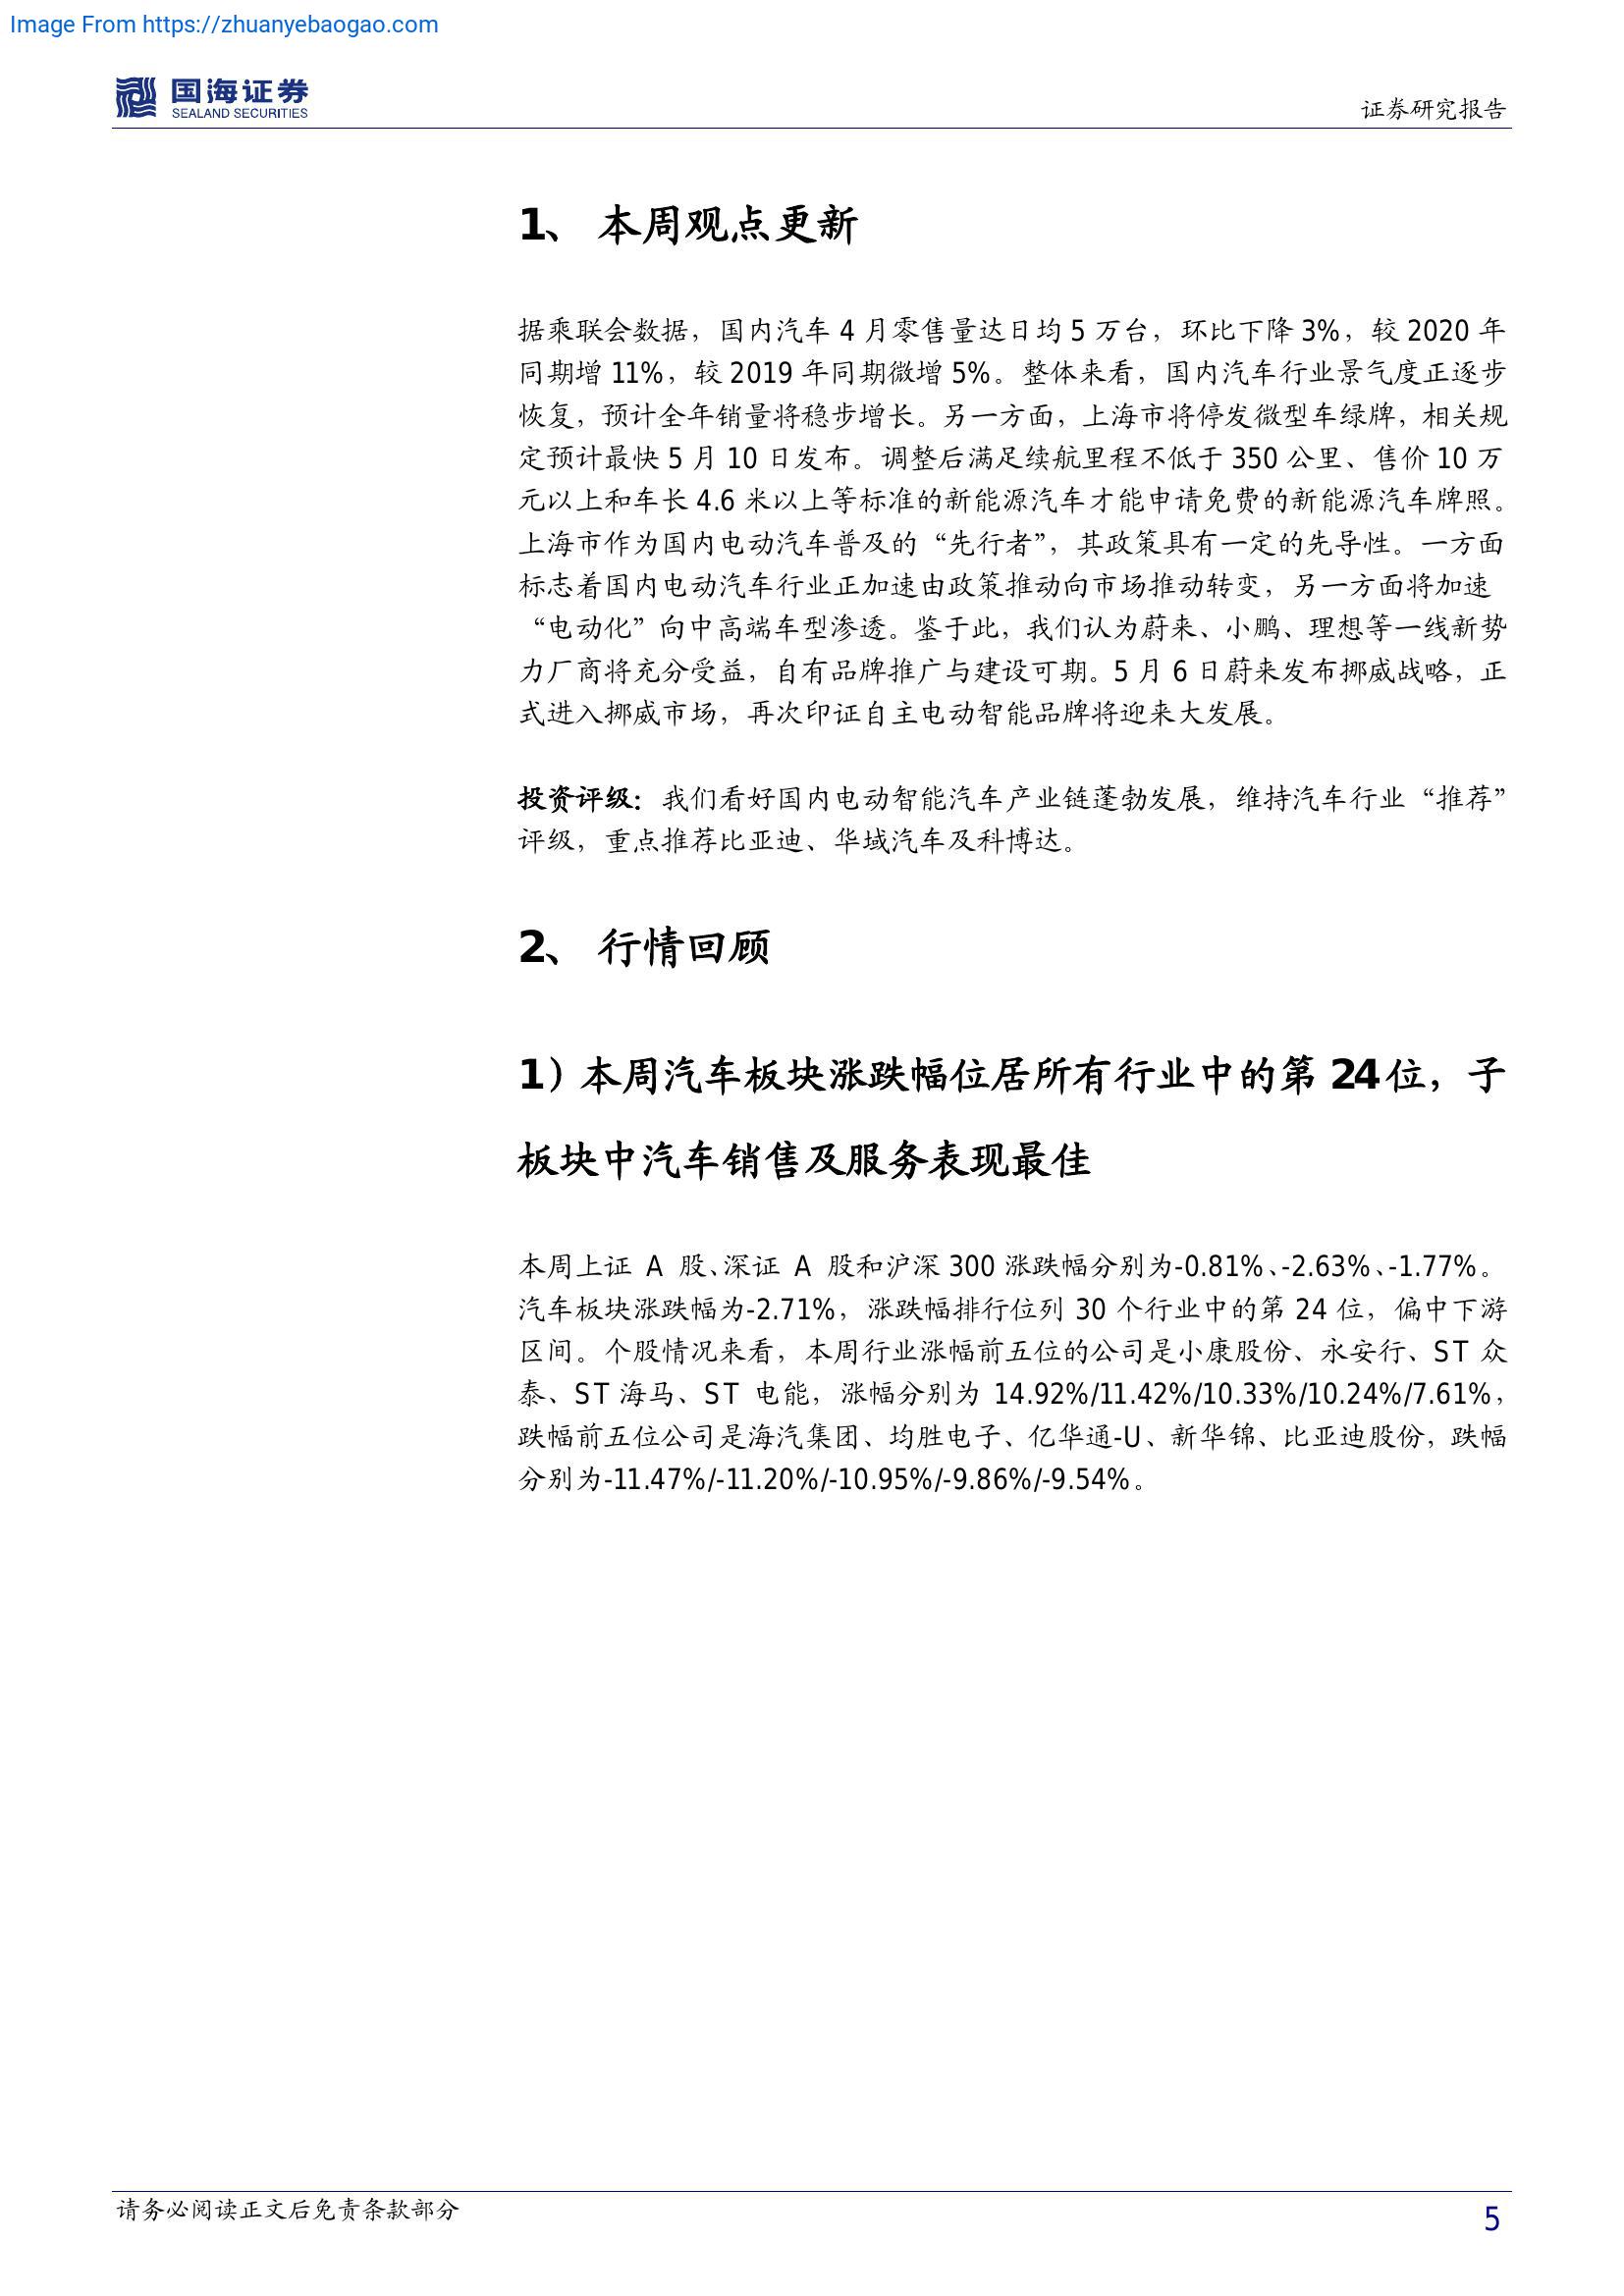 Image From https://zhuanyebaogao.com
国海证券
SEALAND SECURITIES
证券研究报告
1、 本周观点更新
据乘联会数据，国内汽车 4 月零售量达日均 5 万台，环比下降 3%，较 2020 年
同期增 11%，较 2019 年同期微增 5%。整体来看，国内汽车行业景气度正逐步
恢复，预计全年销量将稳步增长。另一方面，上海市将停发微型车绿牌，相关规
定预计最快 5 月 10 日发布。调整后满足续航里程不低于 350 公里、售价 10 万
元以上和车长 4.6 米以上等标准的新能源汽车才能申请免费的新能源汽车牌照。
上海市作为国内电动汽车普及的“先行者”，其政策具有一定的先导性。一方面
标志着国内电动汽车行业正加速由政策推动向市场推动转变，另一方面将加速
“电动化”向中高端车型渗透。鉴于此，我们认为蔚来、小鹏、理想等一线新势
力厂商将充分受益，自有品牌推广与建设可期。5 月 6 日蔚来发布挪威战略，正
式进入挪威市场，再次印证自主电动智能品牌将迎来大发展。
投资评级：我们看好国内电动智能汽车产业链蓬勃发展，维持汽车行业“推荐”
评级，重点推荐比亚迪、华域汽车及科博达。
2、 行情回顾
1）本周汽车板块涨跌幅位居所有行业中的第 24 位，子
板块中汽车销售及服务表现最佳
本周上证 A 股、深证 A 股和沪深 300 涨跌幅分别为-0.81%、-2.63%、-1.77%。
汽车板块涨跌幅为-2.71%，涨跌幅排行位列 30 个行业中的第 24 位，偏中下游
区间。个股情况来看，本周行业涨幅前五位的公司是小康股份、永安行、ST 众
泰、ST 海马、ST 电能，涨幅分别为 14.92%/11.42%/10.33%/10.24%/7.61%，
跌幅前五位公司是海汽集团、均胜电子、亿华通-U、新华锦、比亚迪股份，跌幅
分别为-11.47%/-11.20%/-10.95%/-9.86%/-9.54%。
请务必阅读正文后免责条款部分
5